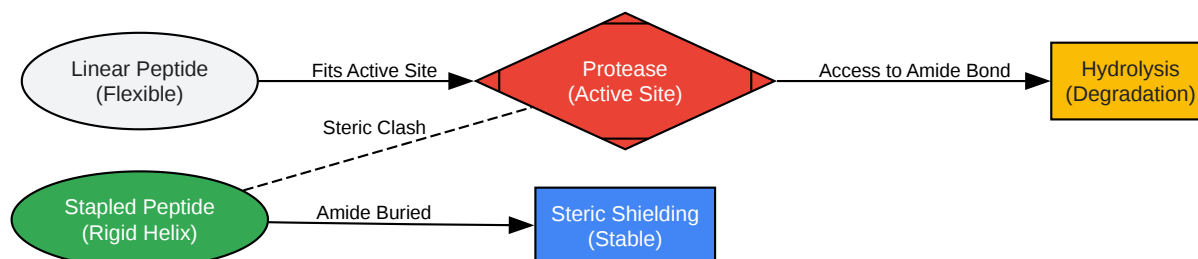 Linear Peptide
(Flexible)
Fits Active Site
Protease
(Active Site)
Access to Amide Bond
Hydrolysis
(Degradation)
Steric Clash
Stapled Peptide
(Rigid Helix)
Amide Buried
Steric Shielding
(Stable)